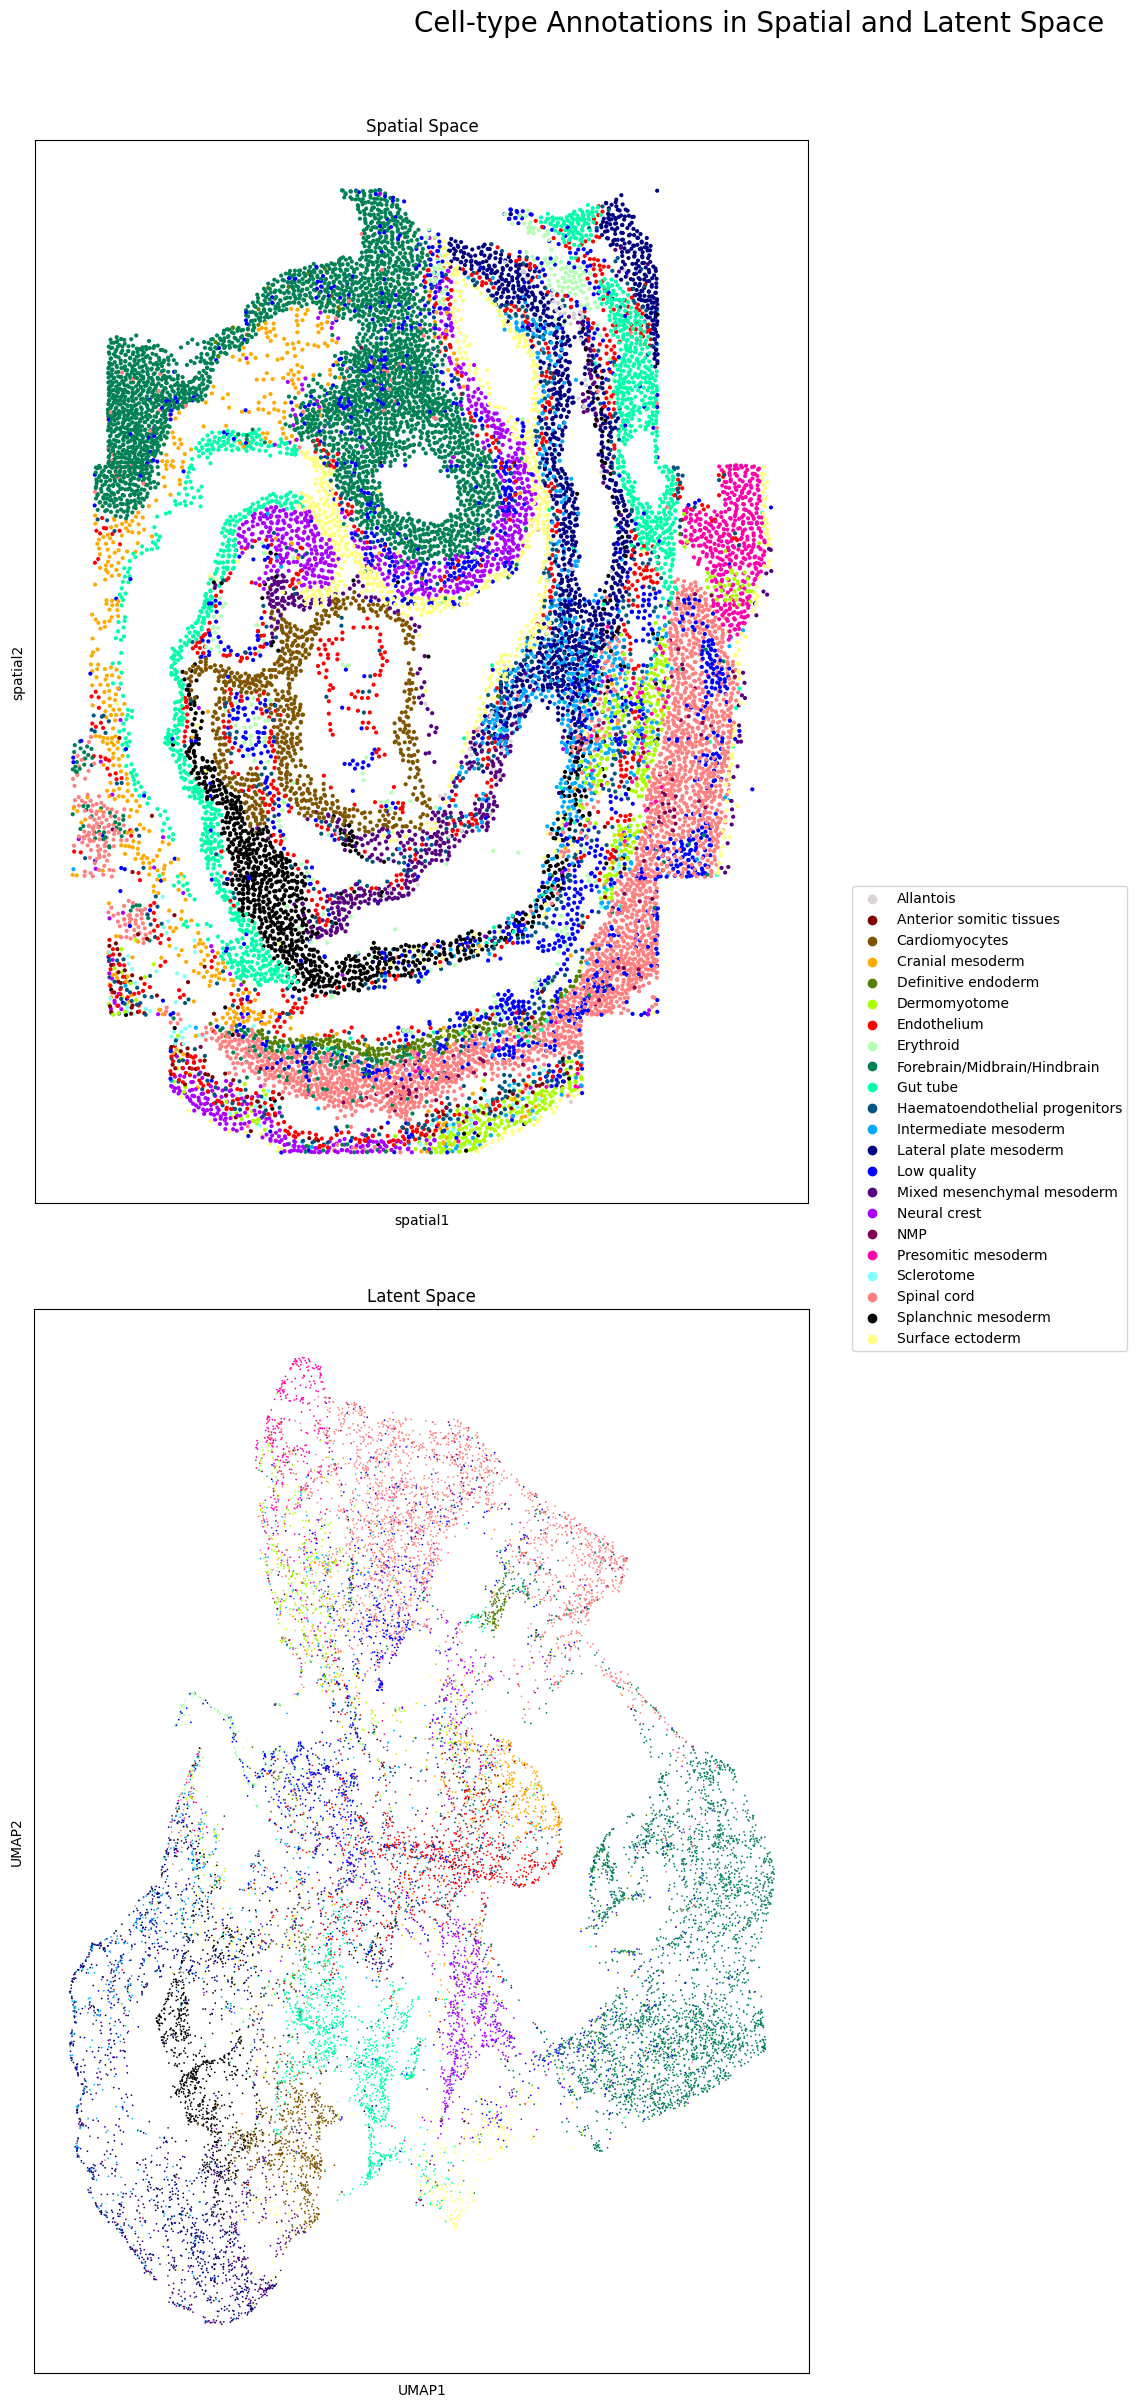 Cell-type Annotations in Spatial and Latent Space
Spatial Space
spatial2
spatial1
Allantois
Anterior somitic tissues
Cardiomyocytes
Cranial mesoderm
Definitive endoderm
Dermomyotome
Endothelium
Erythroid
Forebrain/Midbrain/Hindbrain
Gut tube
Haematoendothelial progenitors
Intermediate mesoderm
Lateral plate mesoderm
Low quality
Mixed mesenchymal mesoderm
Neural crest
NMP
Presomitic mesoderm
Sclerotome
Spinal cord
Splanchnic mesoderm
Surface ectoderm
Latent Space
UMAP2
UMAP1